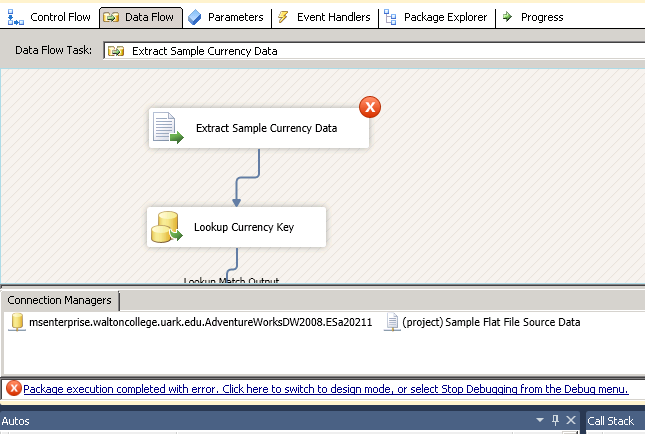 Control Flow Data Flow Parameters Event Handlers Package Explorer Progress
Data Flow Task: Extract Sample Currency Data
Extract Sample Currency Data
Lookup Currency Key
Lookup Match Output
Connection Managers
msenterprise.waltoncollege.uark.edu.AdventureWorksDW2008.ESa20211 (project) Sample Flat File Source Data
Package execution completed with error. Click here to switch to design mode, or select Stop Debugging from the Debug menu.
Autos Call Stack